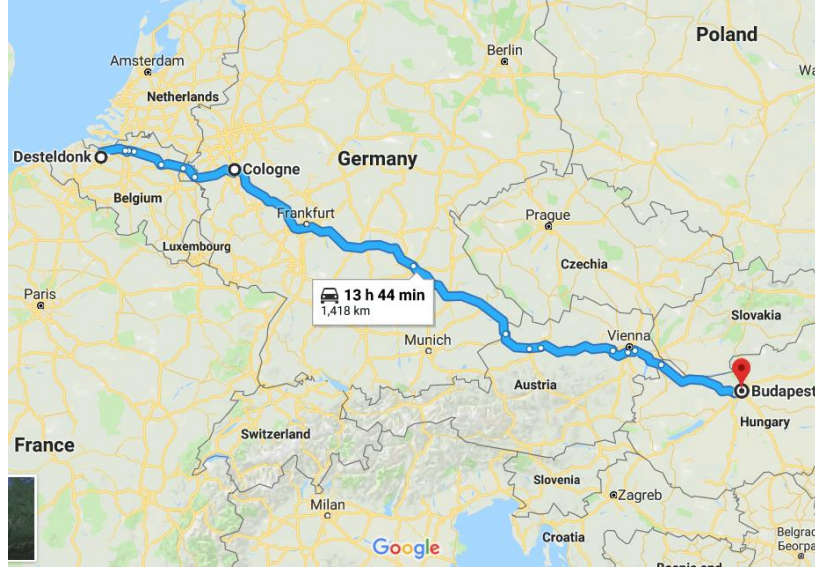 Poland
Berlin
Amsterdam
Netherlands
Desteldonk
Cologne
Germany
Belgium
Frankfurt
Prague
Luxembourg
Czechia
Paris
13 h 44 min
1,418 km
Slovakia
Munich
Vienna
Austria
Budapest
Hungary
France
Switzerland
Slovenia
Zagreb
Milan
Croatia
Google